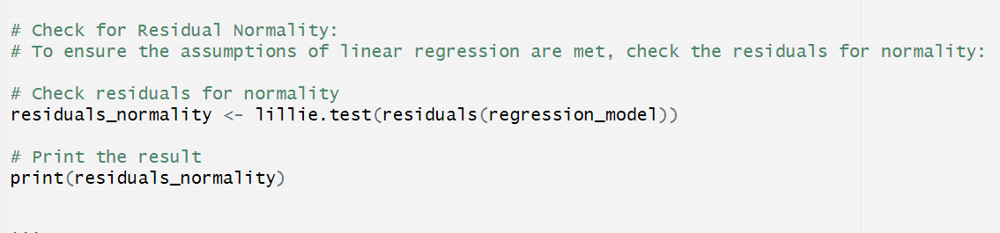 # Check for Residual Normality:
# To ensure the assumptions of linear regression are met, check the residuals for normality:
# Check residuals for normality
residuals_normality <- lillie.test(residuals(regression_model))
# Print the result
print(residuals_normality)